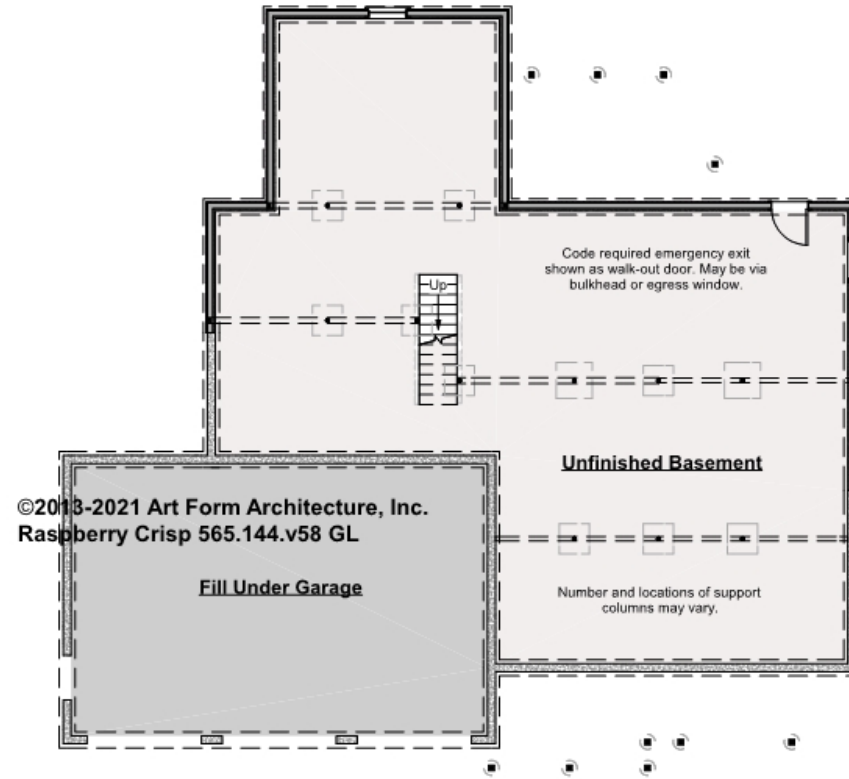 Up
Code required emergency exit
shown as walk-out door. May be via
bulkhead or egress window.
Unfinished Basement
©2013-2021 Art Form Architecture, Inc.
Raspberry Crisp 565.144.v58 GL
Fill Under Garage
Number and locations of support
columns may vary.